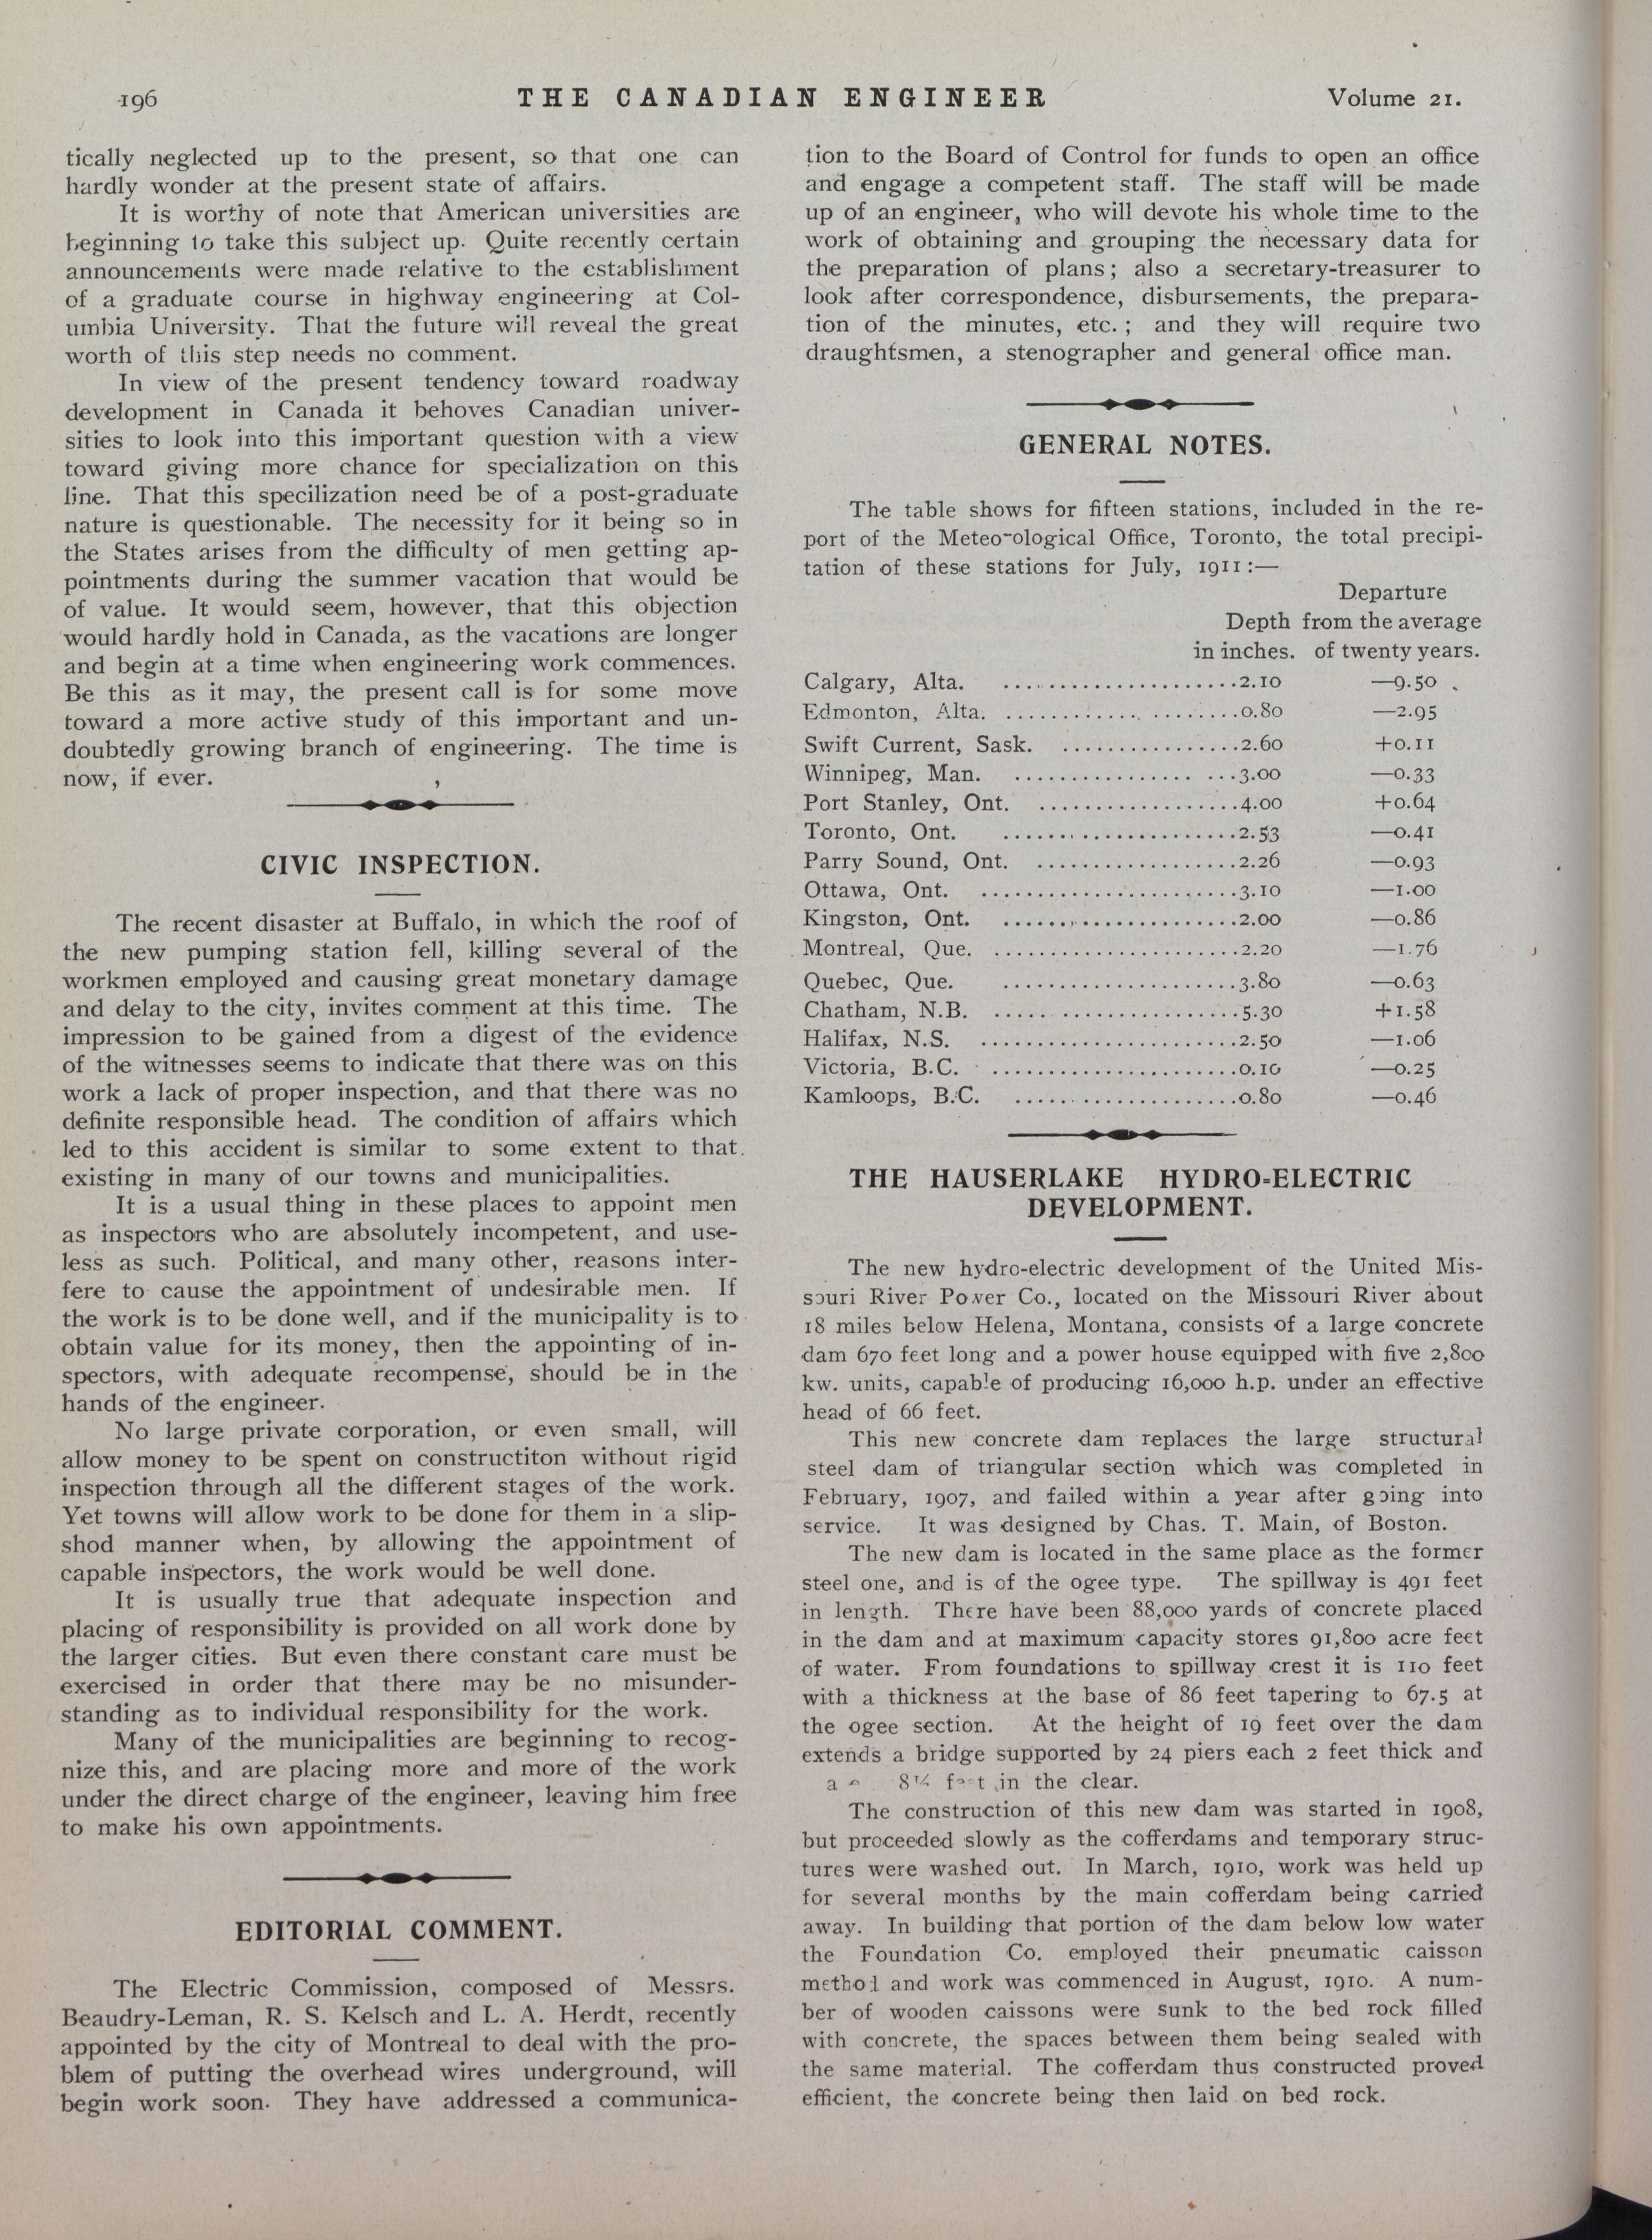 196 THE CANADIAN ENGINEER Volume 21.
tically neglected up to the present, so that one can
hardly wonder at the present state of affairs.
It is worthy of note that American universities are
beginning to take this subject up. Quite recently certain
announcements were made relative to the establishment
of a graduate course in highway engineering at Col-
umbia University. That the future will reveal the great
worth of this step needs no comment.
In view of the present tendency toward roadway
development in Canada it behoves Canadian univer-
sities to look into this important question with a view
toward giving more chance for specialization on this
line. That this specilization need be of a post-graduate
nature is questionable. The necessity for it being so in
the States arises from the difficulty of men getting ap-
pointments during the summer vacation that would be
of value. It would seem, however, that this objection
would hardly hold in Canada, as the vacations are longer
and begin at a time when engineering work commences.
Be this as it may, the present call is for some move
toward a more active study of this important and un-
doubtedly growing branch of engineering. The time is
now, if ever.
CIVIC INSPECTION.
The recent disaster at Buffalo, in which the roof of
the new pumping station fell, killing several of the
workmen employed and causing great monetary damage
and delay to the city, invites comment at this time. The
impression to be gained from a digest of the evidence
of the witnesses seems to indicate that there was on this
work a lack of proper inspection, and that there was no
definite responsible head. The condition of affairs which
led to this accident is similar to some extent to that
existing in many of our towns and municipalities.
It is a usual thing in these places to appoint men
as inspectors who are absolutely incompetent, and use-
less as such. Political, and many other, reasons inter-
fere to cause the appointment of undesirable men. If
the work is to be done well, and if the municipality is to
obtain value for its money, then the appointing of in-
spectors, with adequate recompense, should be in the
hands of the engineer.
No large private corporation, or even small, will
allow money to be spent on constructiton without rigid
inspection through all the different stages of the work.
Yet towns will allow work to be done for them in a slip-
shod manner when, by allowing the appointment of
capable inspectors, the work would be well done.
It is usually true that adequate inspection and
placing of responsibility is provided on all work done by
the larger cities. But even there constant care must be
exercised in order that there may be no misunder-
standing as to individual responsibility for the work.
Many of the municipalities are beginning to recog-
nize this, and are placing more and more of the work
under the direct charge of the engineer, leaving him free
to make his own appointments.
EDITORIAL COMMENT.
The Electric Commission, composed of Messrs.
Beaudry-Leman, R. S. Kelsch and L. A. Herdt, recently
appointed by the city of Montreal to deal with the pro-
blem of putting the overhead wires underground, will
begin work soon. They have addressed a communica-
tion to the Board of Control for funds to open an office
and engage a competent staff. The staff will be made
up of an engineer, who will devote his whole time to the
work of obtaining and grouping the necessary data for
the preparation of plans; also a secretary-treasurer to
look after correspondence, disbursements, the prepara-
tion of the minutes, etc.; and they will require two
draughtsmen, a stenographer and general office man.
GENERAL NOTES.
The table shows for fifteen stations, included in the re-
port of the Meteorological Office, Toronto, the total precipi-
tation of these stations for July, 1911:—
Departure
Depth from the average
in inches. of twenty years.
Calgary, Alta. ......................2.10 —9.50
Edmonton, Alta. ......................0.80 —2.95
Swift Current, Sask. ................2.60 +0.11
Winnipeg, Man. ...................3.00 —0.33
Port Stanley, Ont. ..................4.00 +0.64
Toronto, Ont. ......................2.53 —0.41
Parry Sound, Ont. ..................2.26 —0.93
Ottawa, Ont. .......................3.10 —1.00
Kingston, Ont. ......................2.00 —0.86
Montreal, Que. ......................2.20 —1.76
Quebec, Que. ......................3.80 —0.63
Chatham, N.B. ......................5.30 +1.58
Halifax, N.S. .......................2.50 —1.06
Victoria, B.C. ......................0.10 —0.25
Kamloops, B.C. ....................0.80 —0.46
THE HAUSERLAKE HYDRO-ELECTRIC
DEVELOPMENT.
The new hydro-electric development of the United Mis-
souri River Power Co., located on the Missouri River about
18 miles below Helena, Montana, consists of a large concrete
dam 670 feet long and a power house equipped with five 2,800
kw. units, capable of producing 16,000 h.p. under an effective
head of 66 feet.
This new concrete dam replaces the large structural
steel dam of triangular section which was completed in
February, 1907, and failed within a year after going into
service. It was designed by Chas. T. Main, of Boston.
The new dam is located in the same place as the former
steel one, and is of the ogee type. The spillway is 491 feet
in length. There have been 88,000 yards of concrete placed
in the dam and at maximum capacity stores 91,800 acre feet
of water. From foundations to spillway crest it is 110 feet
with a thickness at the base of 86 feet tapering to 67.5 at
the ogee section. At the height of 19 feet over the dam
extends a bridge supported by 24 piers each 2 feet thick and
feet in the clear.
The construction of this new dam was started in 1908,
but proceeded slowly as the cofferdams and temporary struc-
tures were washed out. In March, 1910, work was held up
for several months by the main cofferdam being carried
away. In building that portion of the dam below low water
the Foundation Co. employed their pneumatic caisson
method and work was commenced in August, 1910. A num-
ber of wooden caissons were sunk to the bed rock filled
with concrete, the spaces between them being sealed with
the same material. The cofferdam thus constructed proved
efficient, the concrete being then laid on bed rock.